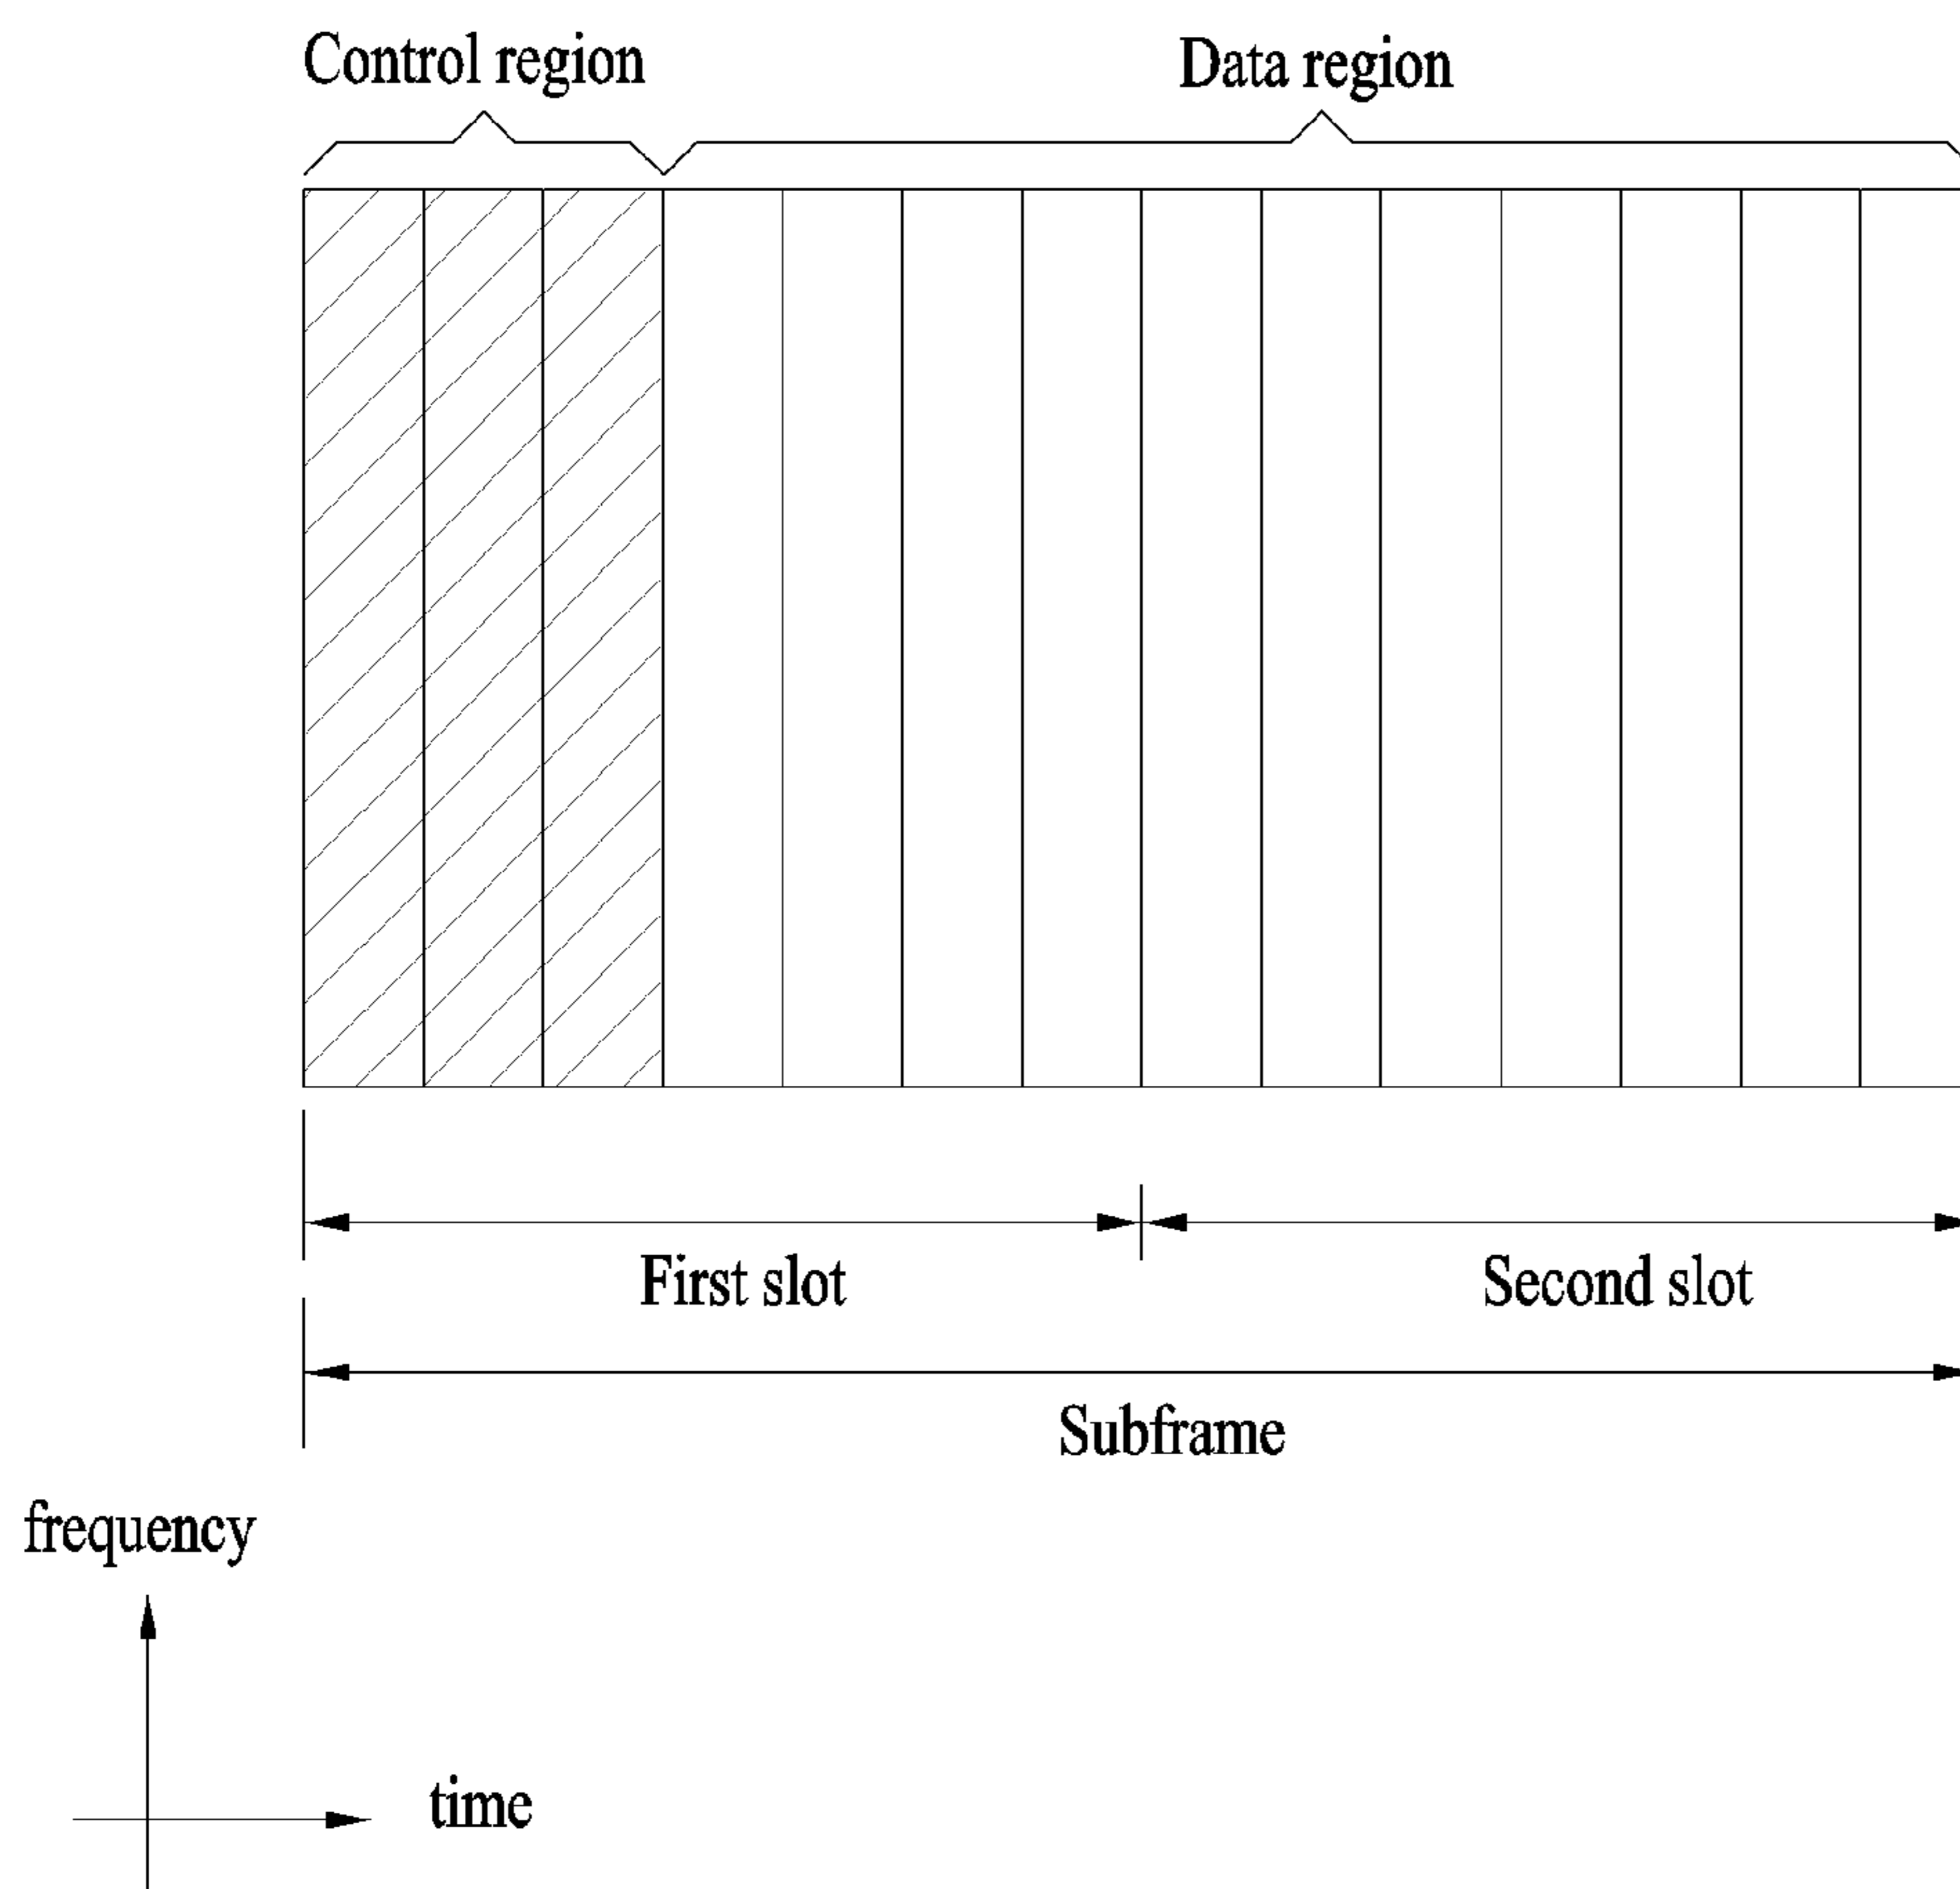 Control region
Data region
First slot
Second slot
Subframe
frequency
time